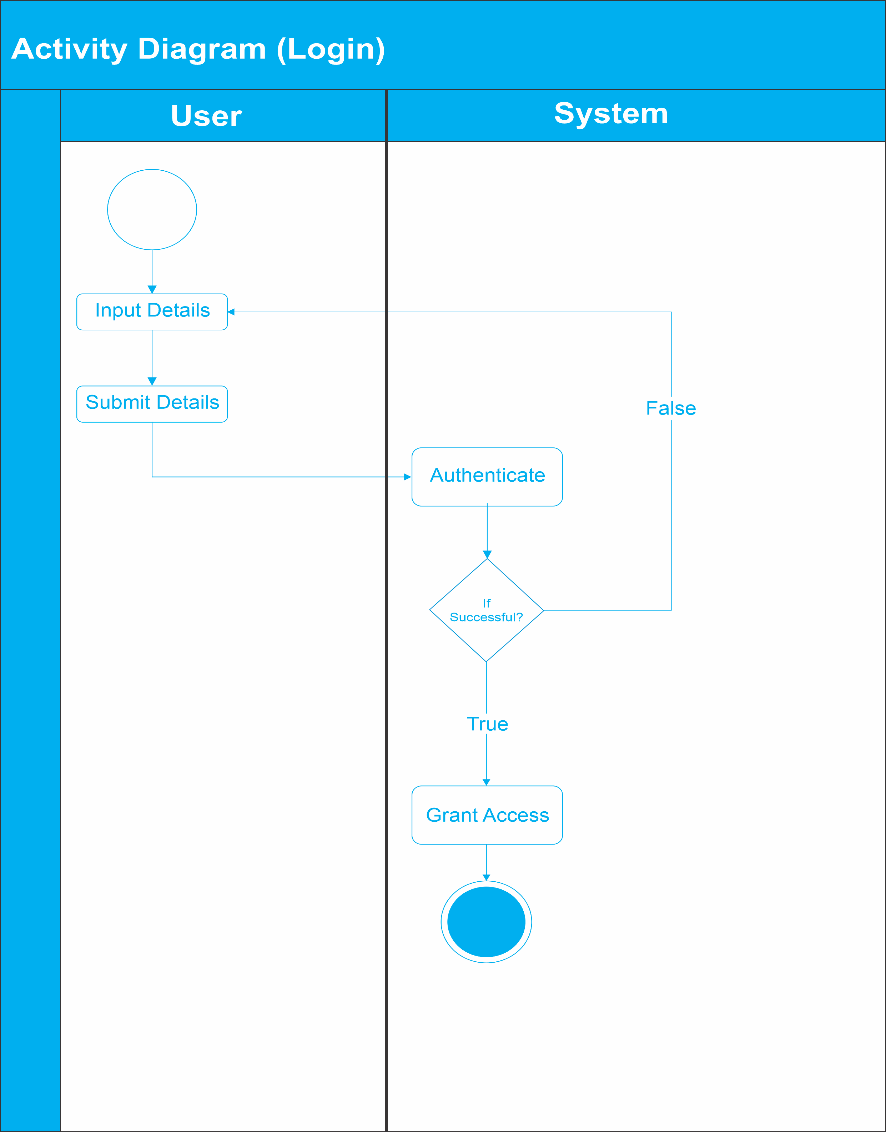 Activity Diagram (Login)
User
System
Input Details
Submit Details
False
Authenticate
If
Successful?
True
Grant Access